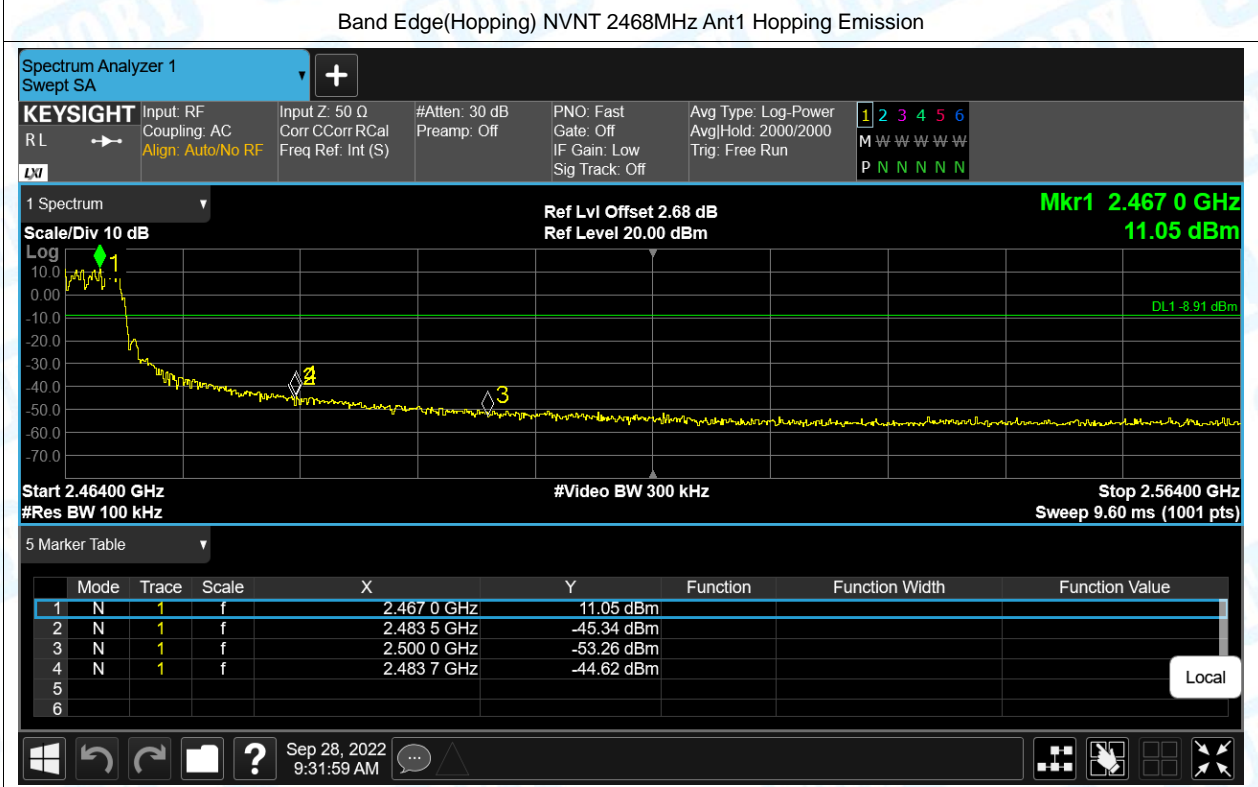 Band Edge(Hopping) NVNT 2468MHz Ant1 Hopping Emission
Spectrum Analyzer 1
Swept SA
+
KEYSIGHT
R L
LXI
Input: RF
Coupling: AC
Align: Auto/No RF
Input Z: 50 Ω
Corr CCorr RCal
Freq Ref: Int (S)
#Atten: 30 dB
Preamp: Off
PNO: Fast
Gate: Off
IF Gain: Low
Sig Track: Off
Avg Type: Log-Power
Avg|Hold: 2000/2000
Trig: Free Run
1 2 3 4 5 6
M W W W W W
P N N N N N
1 Spectrum
Scale/Div 10 dB
Ref Lvl Offset 2.68 dB
Ref Level 20.00 dBm
Mkr1 2.467 0 GHz
11.05 dBm
Log
10.0
0.00
-10.0
-20.0
-30.0
-40.0
-50.0
-60.0
-70.0
1
DL1 -8.91 dBm
3
Start 2.46400 GHz
#Res BW 100 kHz
#Video BW 300 kHz
Stop 2.56400 GHz
Sweep 9.60 ms (1001 pts)
5 Marker Table
Mode Trace Scale X Y Function Function Width Function Value
1 N 1 f 2.467 0 GHz 11.05 dBm
2 N 1 f 2.483 5 GHz -45.34 dBm
3 N 1 f 2.500 0 GHz -53.26 dBm
4 N 1 f 2.483 7 GHz -44.62 dBm
5
6
Local
?
Sep 28, 2022
9:31:59 AM